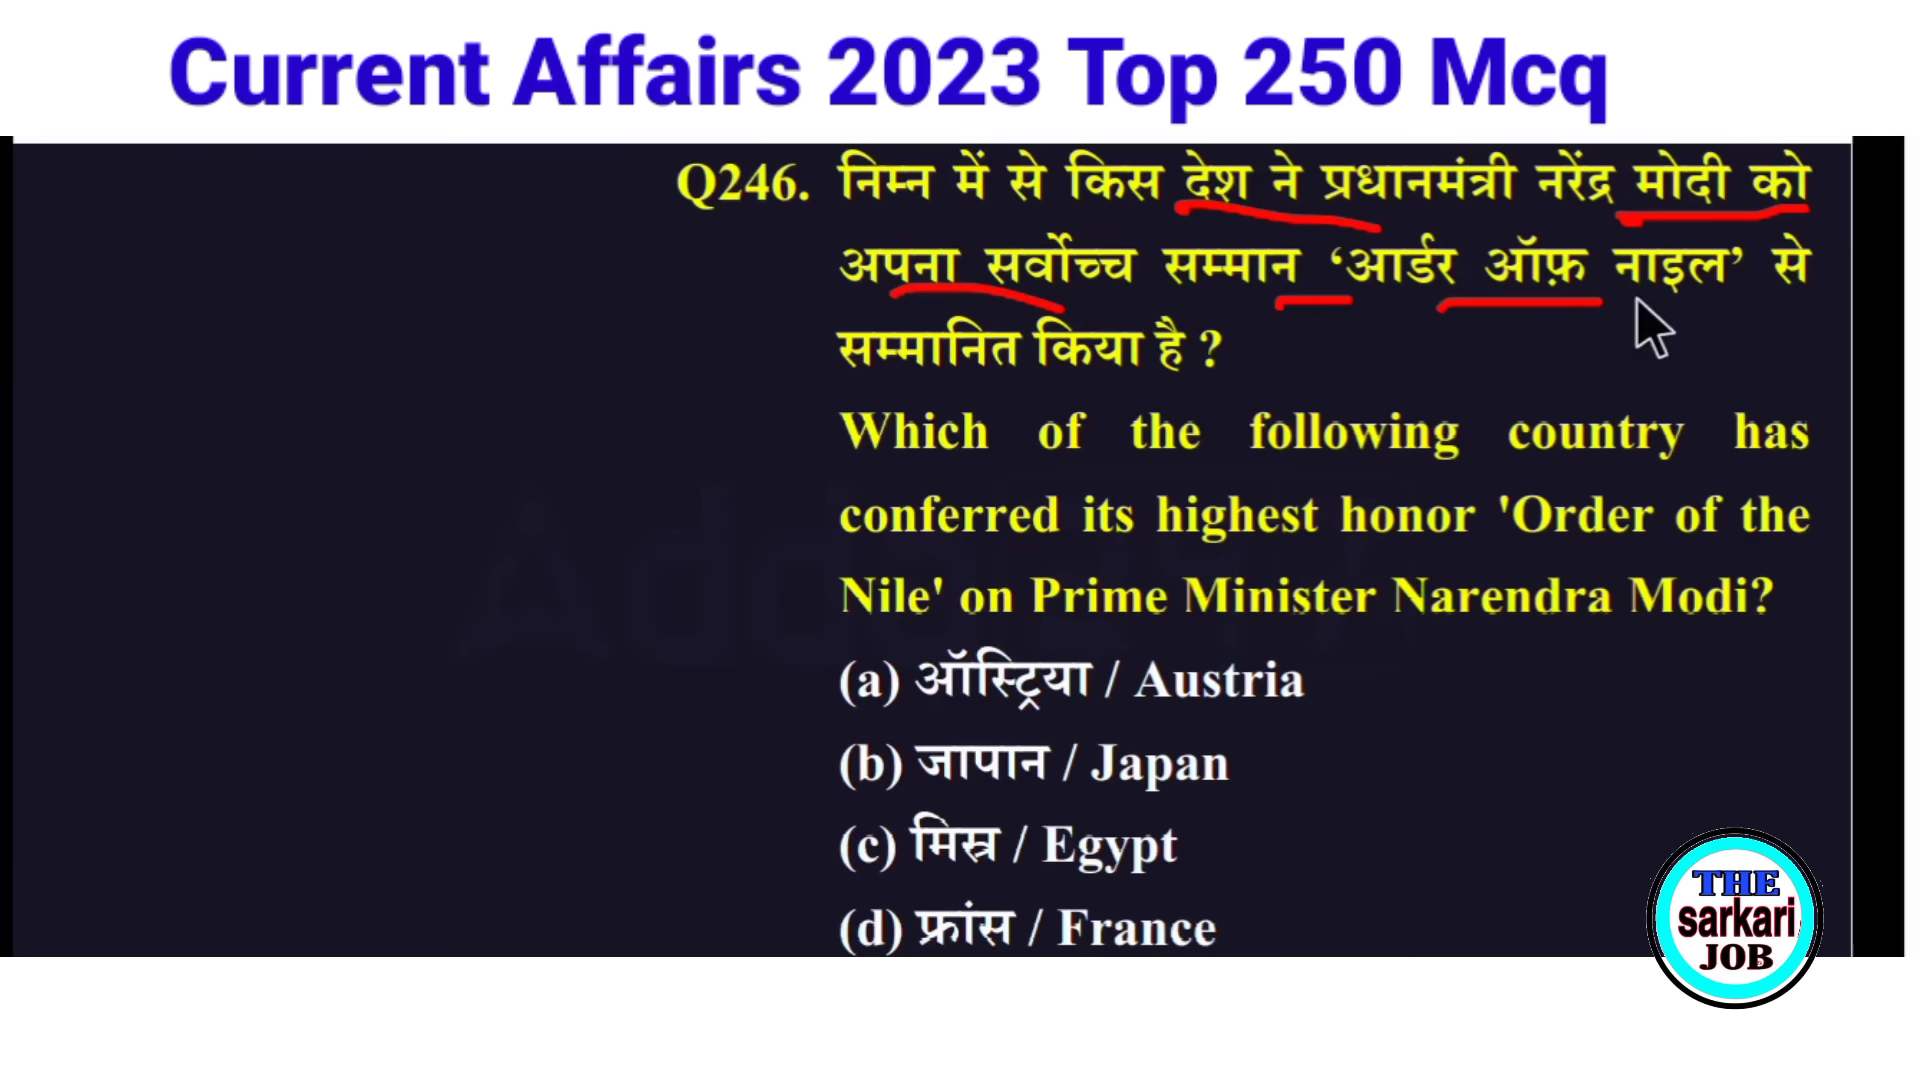 Current Affairs 2023 Top 250 Mcq
Q246. निम्न में से किस देश ने प्रधानमंत्री नरेंद्र मोदी को
अपना सर्वोच्च सम्मान ‘आर्डर ऑफ़ नाइल’ से
सम्मानित किया है ?
Which of the following country has
conferred its highest honor 'Order of the
Nile' on Prime Minister Narendra Modi?
(a) ऑस्ट्रिया / Austria
(b) जापान / Japan
(c) मिस्र / Egypt
(d) फ्रांस / France
THE
sarkari
JOB